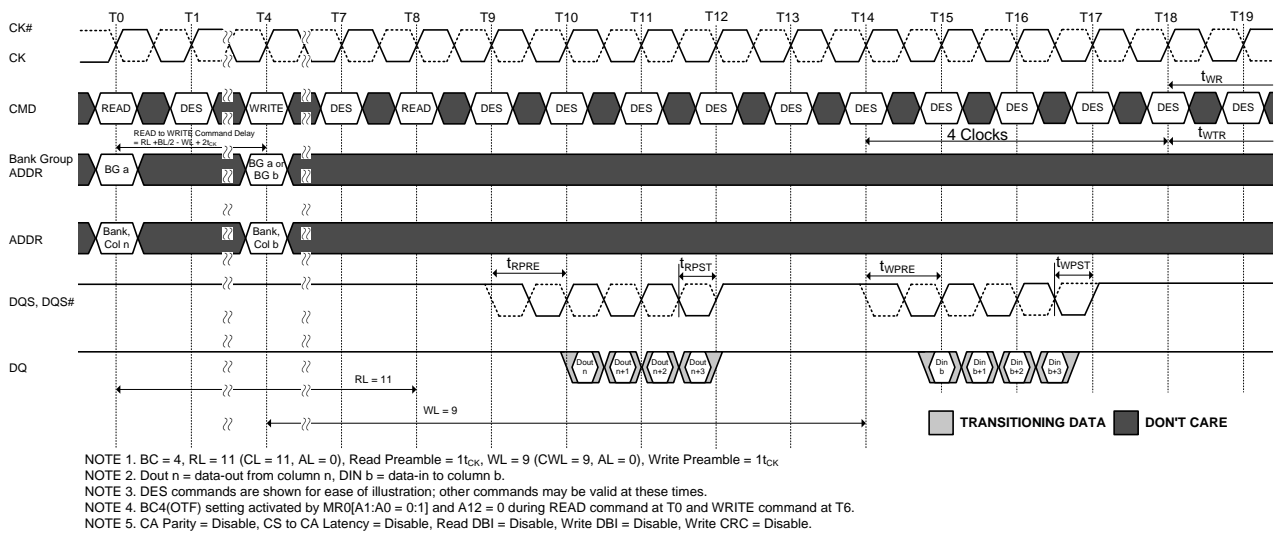 T0 T1 T4 T7 T8 T9 T10 T11 T12 T13 T14 T15 T16 T17 T18 T19
CK#
CK
tWR
CMD READ DES WRITE DES READ DES DES DES DES DES DES DES DES DES DES DES
READ to WRITE Command Delay
= RL +BL/2 - WL + 2tCK
4 Clocks
tWTR
Bank Group
ADDR
BG a
BG a or
BG b
ADDR
Bank,
Col n
Bank,
Col b
tRPRE tRPST tWPRE tWPST
DQS, DQS#
DQ
Dout
n
Dout
n+1
Dout
n+2
Dout
n+3
Din
b
Din
b+1
Din
b+2
Din
b+3
RL = 11
WL = 9
TRANSITIONING DATA DON'T CARE
NOTE 1. BC = 4, RL = 11 (CL = 11, AL = 0), Read Preamble = 1tCK, WL = 9 (CWL = 9, AL = 0), Write Preamble = 1tCK
NOTE 2. Dout n = data-out from column n, DIN b = data-in to column b.
NOTE 3. DES commands are shown for ease of illustration; other commands may be valid at these times.
NOTE 4. BC4(OTF) setting activated by MR0[A1:A0 = 0:1] and A12 = 0 during READ command at T0 and WRITE command at T6.
NOTE 5. CA Parity = Disable, CS to CA Latency = Disable, Read DBI = Disable, Write DBI = Disable, Write CRC = Disable.